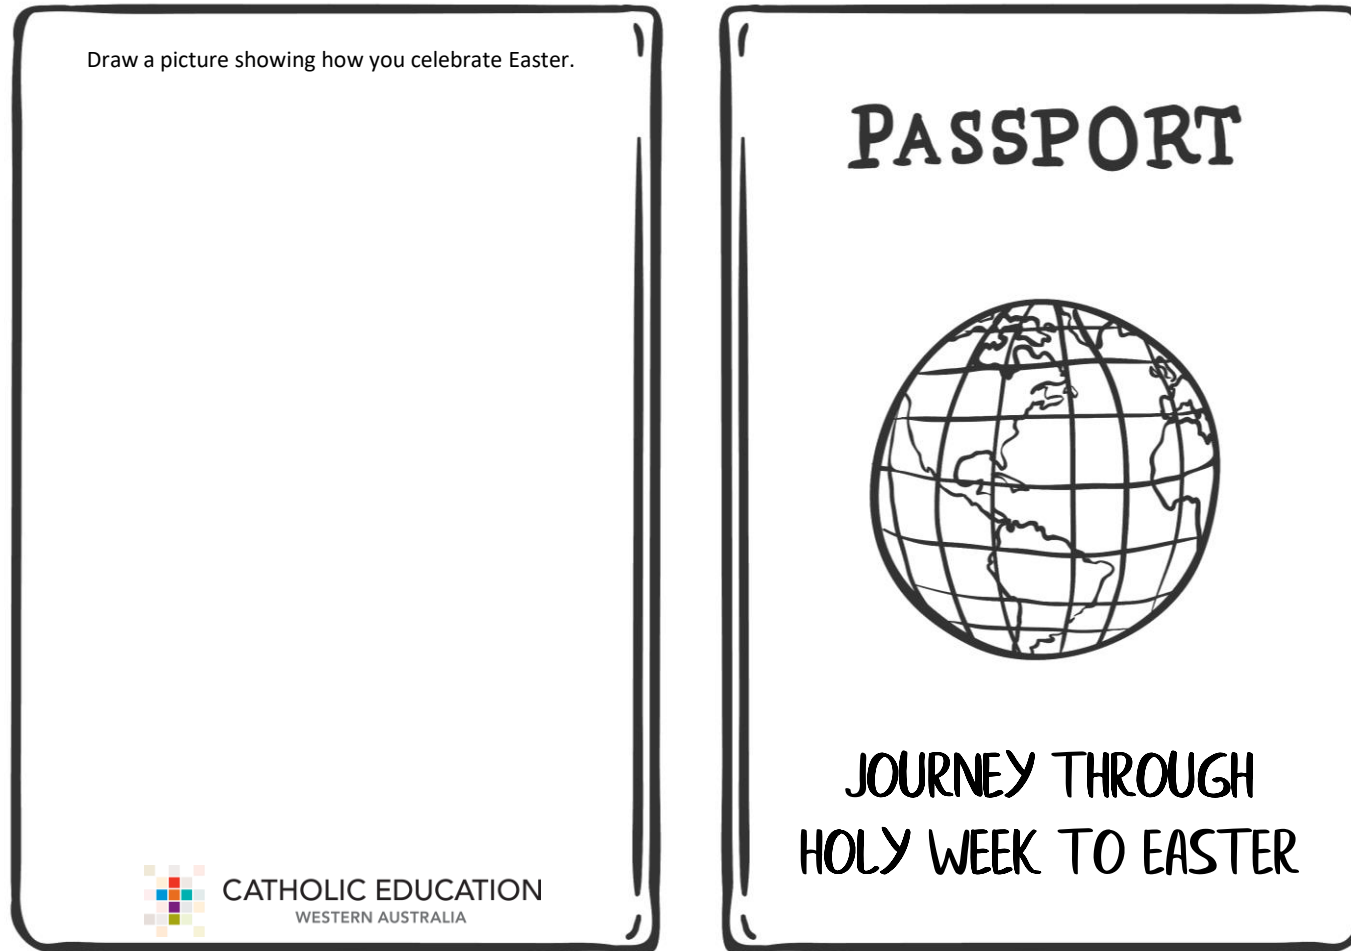 Draw a picture showing how you celebrate Easter.
CATHOLIC EDUCATION
WESTERN AUSTRALIA
PASSPORT
JOURNEY THROUGH
HOLY WEEK TO EASTER